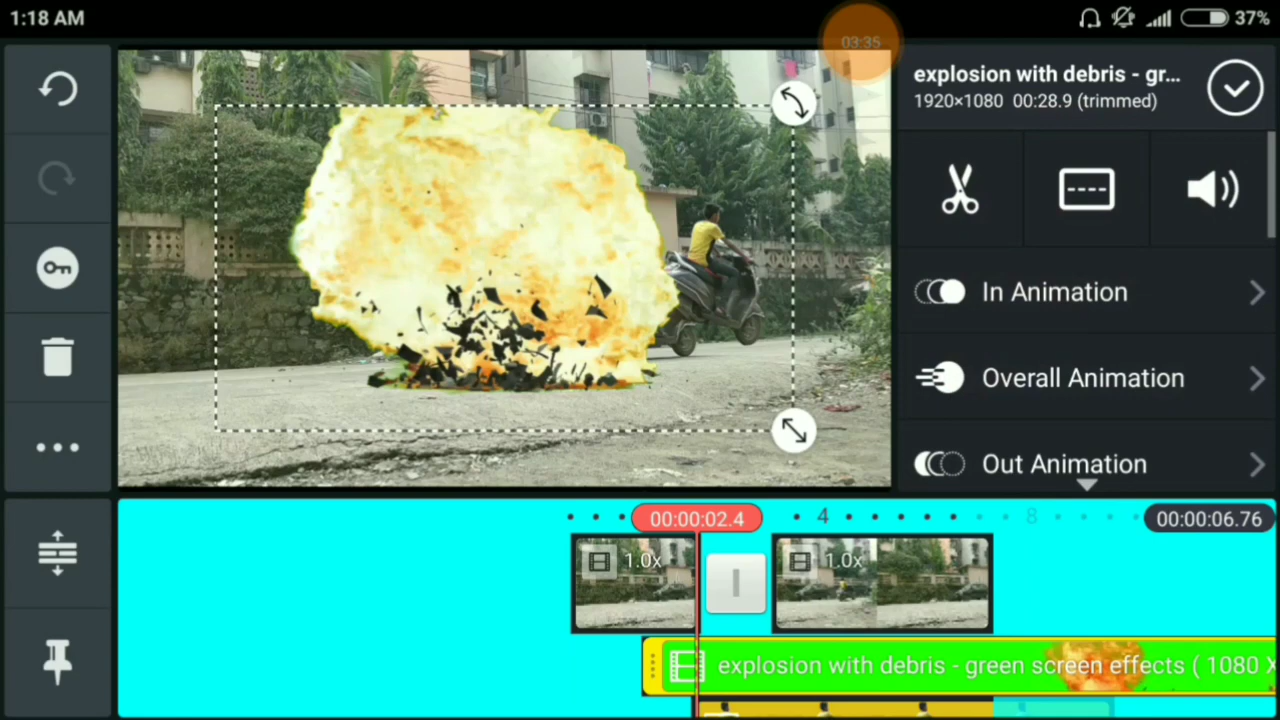 1:18 AM
37%
03:35
explosion with debris - gr...
1920×1080 00:28.9 (trimmed)
In Animation
Overall Animation
Out Animation
00:00:02.4
4
8
00:00:06.76
1.0x
1.0x
explosion with debris - green screen effects ( 1080 X